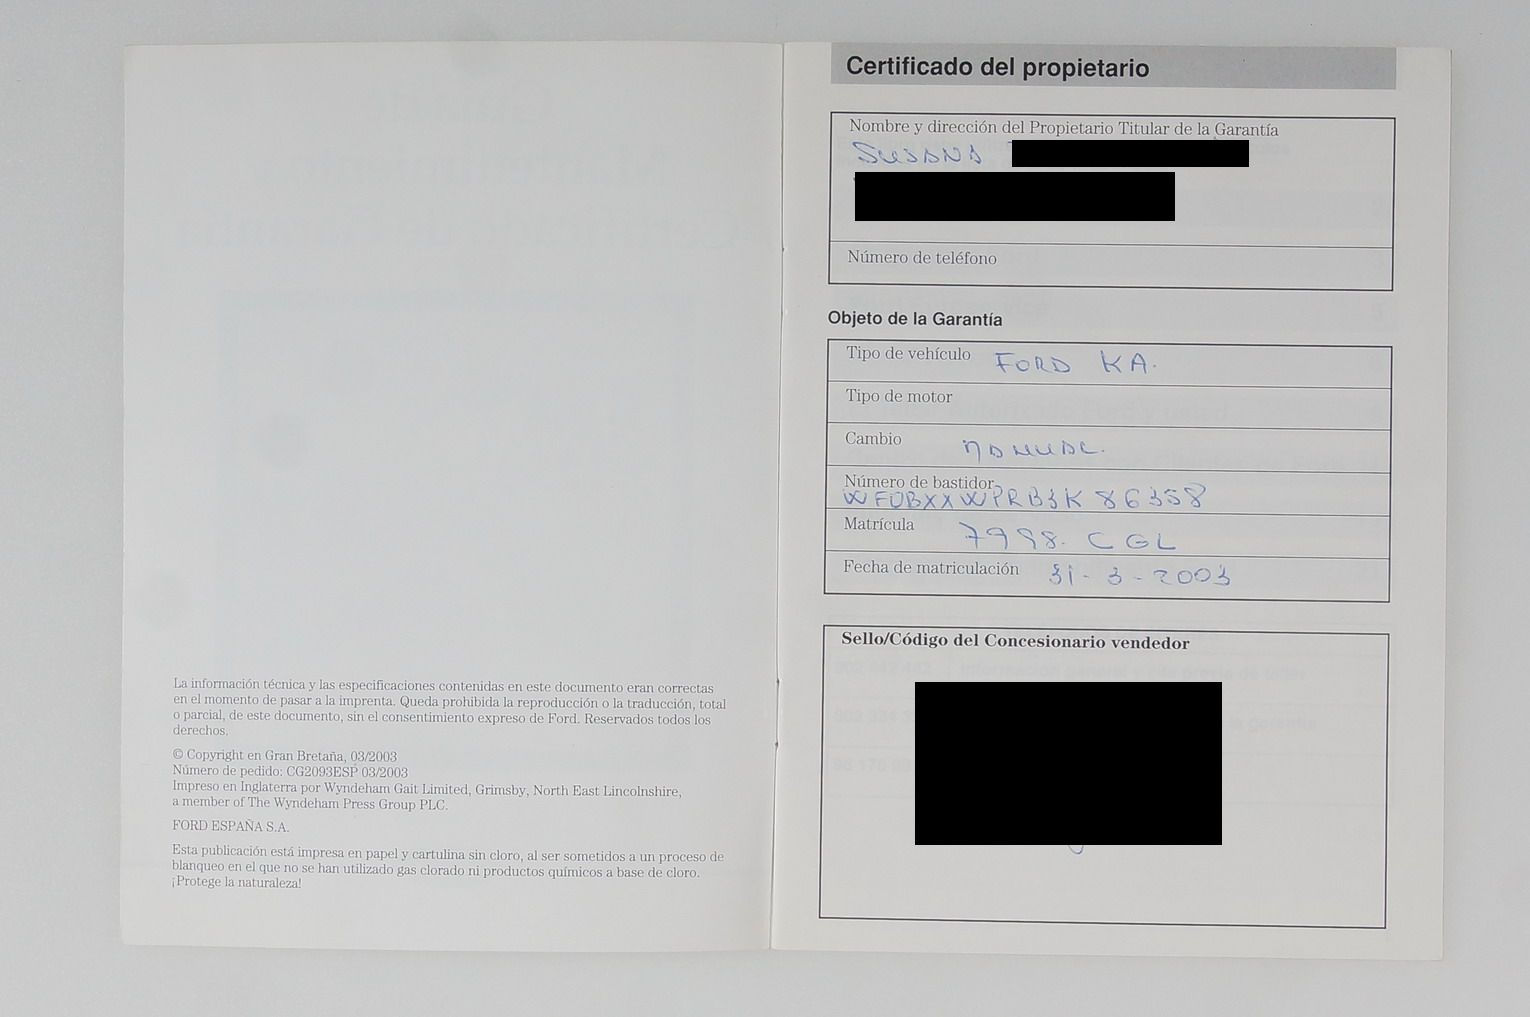 La información técnica y las especificaciones contenidas en este documento eran correctas
en el momento de pasar a la imprenta. Queda prohibida la reproducción o la traducción, total
o parcial, de este documento, sin el consentimiento expreso de Ford. Reservados todos los
derechos.
© Copyright en Gran Bretaña, 03/2003
Número de pedido: CG2093ESP 03/2003
Impreso en Inglaterra por Wyndeham Gait Limited, Grimsby, North East Lincolnshire,
a member of The Wyndeham Press Group PLC.
FORD ESPAÑA S.A.
Esta publicación está impresa en papel y cartulina sin cloro, al ser sometidos a un proceso de
blanqueo en el que no se han utilizado gas clorado ni productos químicos a base de cloro.
¡Protege la naturaleza!
Certificado del propietario
Nombre y dirección del Propietario Titular de la Garantía
SUSANA
Número de teléfono
Objeto de la Garantía
Tipo de vehículo FORD KA.
Tipo de motor
Cambio MANUAL.
Número de bastidor
WF0BXXWPRB3K86358
Matrícula 7998. CGL
Fecha de matriculación 31-3-2003
Sello/Código del Concesionario vendedor